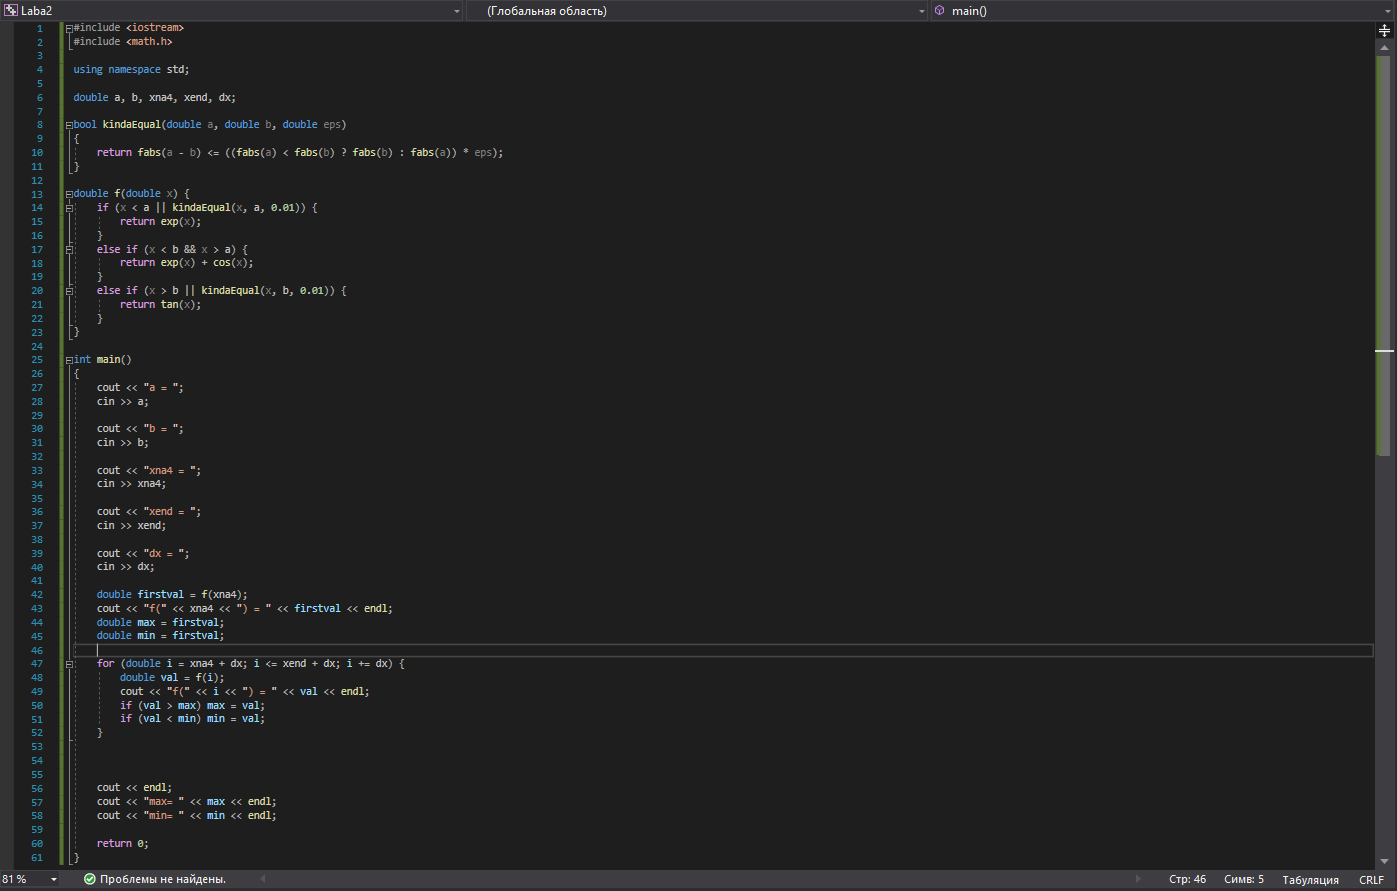 Laba2 (Глобальная область) main()
1 #include <iostream>
2 #include <math.h>
3
4 using namespace std;
5
6 double a, b, xna4, xend, dx;
7
8 bool kindaEqual(double a, double b, double eps)
9 {
10 return fabs(a - b) <= ((fabs(a) < fabs(b) ? fabs(b) : fabs(a)) * eps);
11 }
12
13 double f(double x) {
14 if (x < a || kindaEqual(x, a, 0.01)) {
15 return exp(x);
16 }
17 else if (x < b && x > a) {
18 return exp(x) + cos(x);
19 }
20 else if (x > b || kindaEqual(x, b, 0.01)) {
21 return tan(x);
22 }
23 }
24
25 int main()
26 {
27 cout << "a = ";
28 cin >> a;
29
30 cout << "b = ";
31 cin >> b;
32
33 cout << "xna4 = ";
34 cin >> xna4;
35
36 cout << "xend = ";
37 cin >> xend;
38
39 cout << "dx = ";
40 cin >> dx;
41
42 double firstval = f(xna4);
43 cout << "f(" << xna4 << ") = " << firstval << endl;
44 double max = firstval;
45 double min = firstval;
46
47 for (double i = xna4 + dx; i <= xend + dx; i += dx) {
48 double val = f(i);
49 cout << "f(" << i << ") = " << val << endl;
50 if (val > max) max = val;
51 if (val < min) min = val;
52 }
53
54
55
56 cout << endl;
57 cout << "max= " << max << endl;
58 cout << "min= " << min << endl;
59
60 return 0;
61 }
81 % Проблемы не найдены. Стр: 46 Симв: 5 Табуляция CRLF